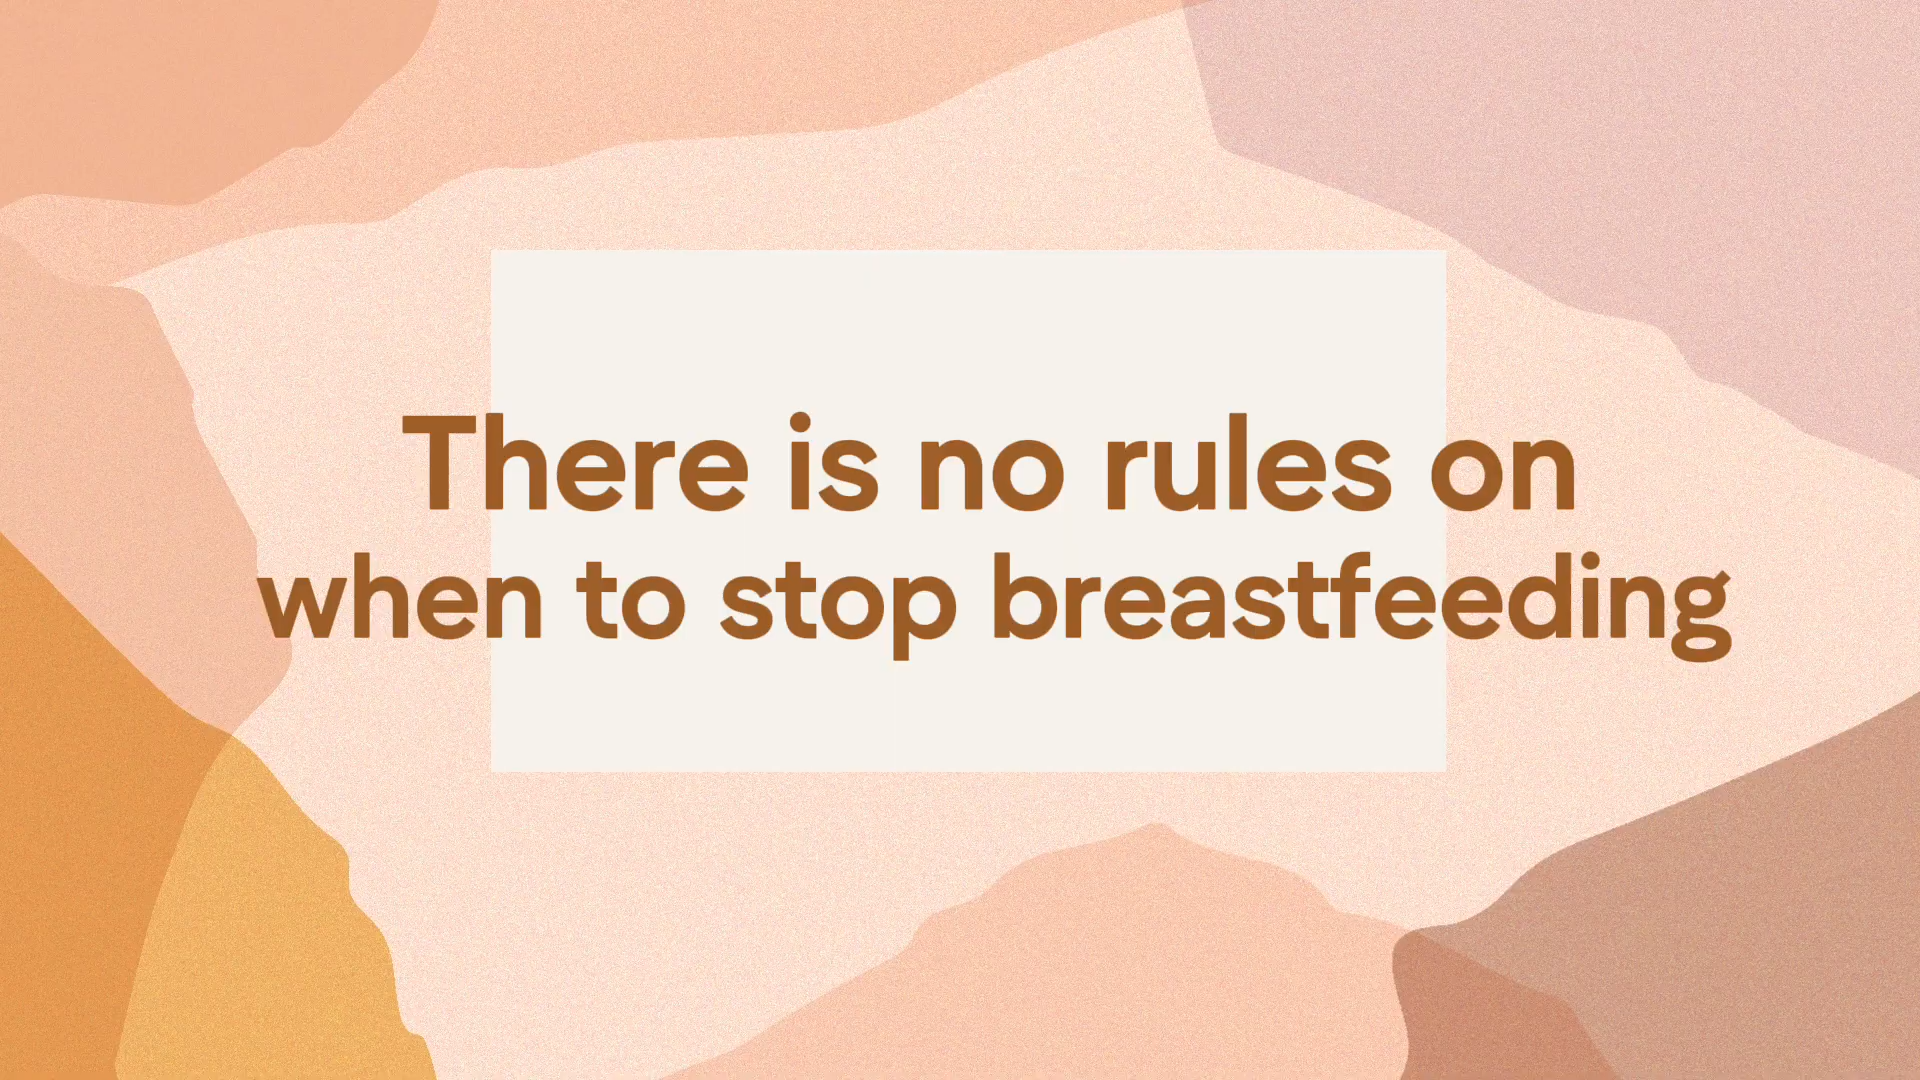 There is no rules on
when to stop breastfeeding